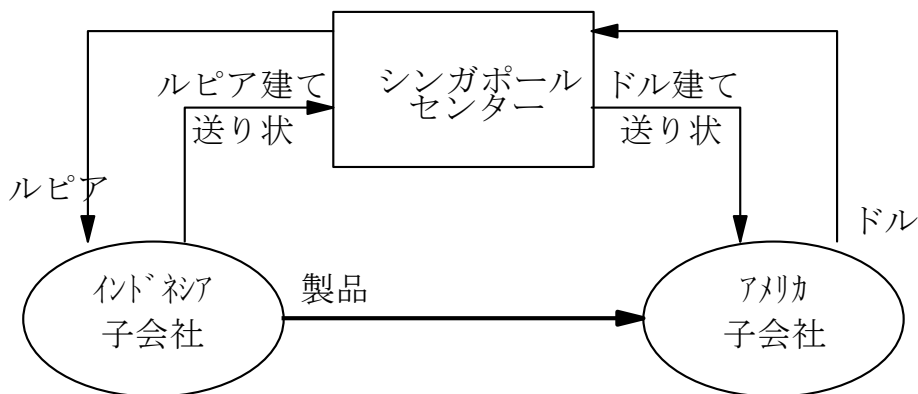 シンガポール
センター
ルピア建て
送り状
ドル建て
送り状
ルピア
ドル
インドネシア
子会社
製品
アメリカ
子会社